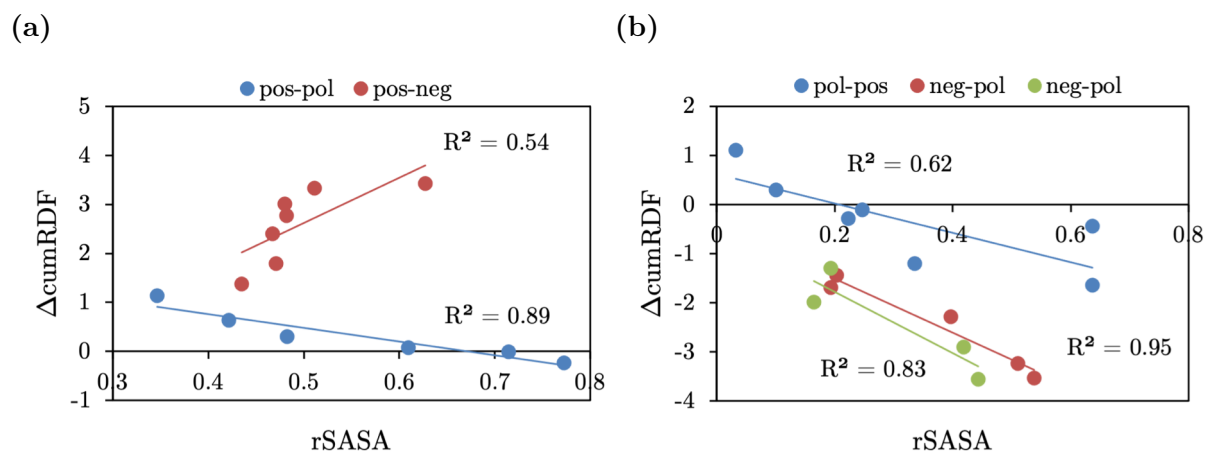 (a)
pos-pol pos-neg
5
4
3
2
1
0
-1
0.3 0.4 0.5 0.6 0.7 0.8
R² = 0.54
R² = 0.89
ΔcumRDF
rSASA
(b)
pol-pos neg-pol neg-pol
2
1
0
-1
-2
-3
-4
0 0.2 0.4 0.6 0.8
R² = 0.62
R² = 0.95
R² = 0.83
ΔcumRDF
rSASA